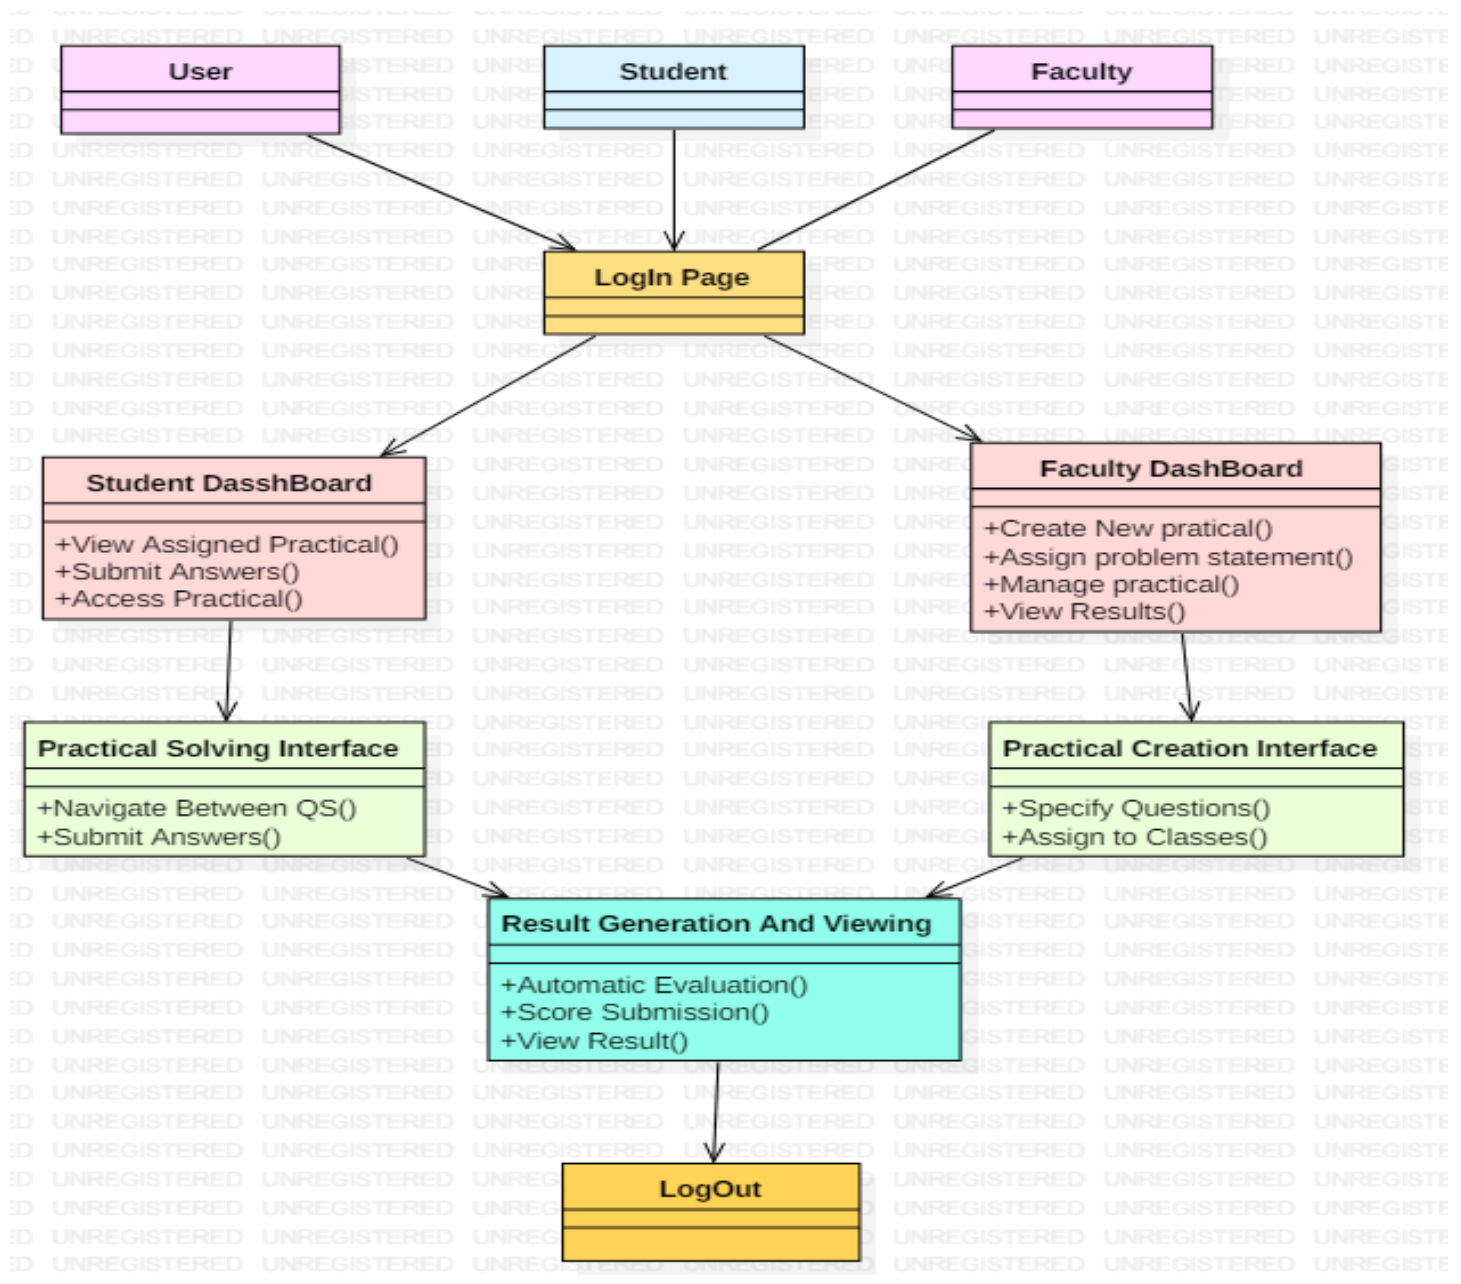 User
Student
Faculty
LogIn Page
Student DasshBoard
+View Assigned Practical()
+Submit Answers()
+Access Practical()
Faculty DashBoard
+Create New pratical()
+Assign problem statement()
+Manage practical()
+View Results()
Practical Solving Interface
+Navigate Between QS()
+Submit Answers()
Practical Creation Interface
+Specify Questions()
+Assign to Classes()
Result Generation And Viewing
+Automatic Evaluation()
+Score Submission()
+View Result()
LogOut
UNREGISTERED